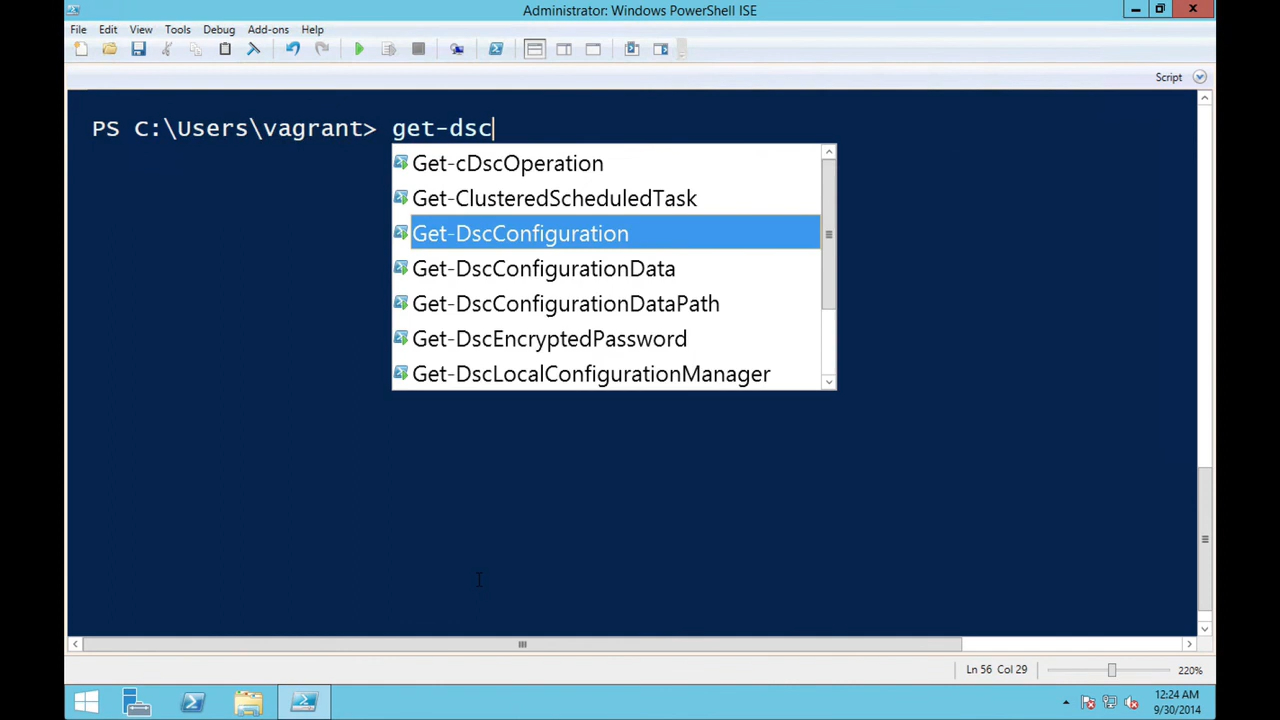 Administrator: Windows PowerShell ISE
File Edit View Tools Debug Add-ons Help
Script
PS C:\Users\vagrant> get-dsc
Get-cDscOperation
Get-ClusteredScheduledTask
Get-DscConfiguration
Get-DscConfigurationData
Get-DscConfigurationDataPath
Get-DscEncryptedPassword
Get-DscLocalConfigurationManager
Ln 56 Col 29
220%
12:24 AM
9/30/2014